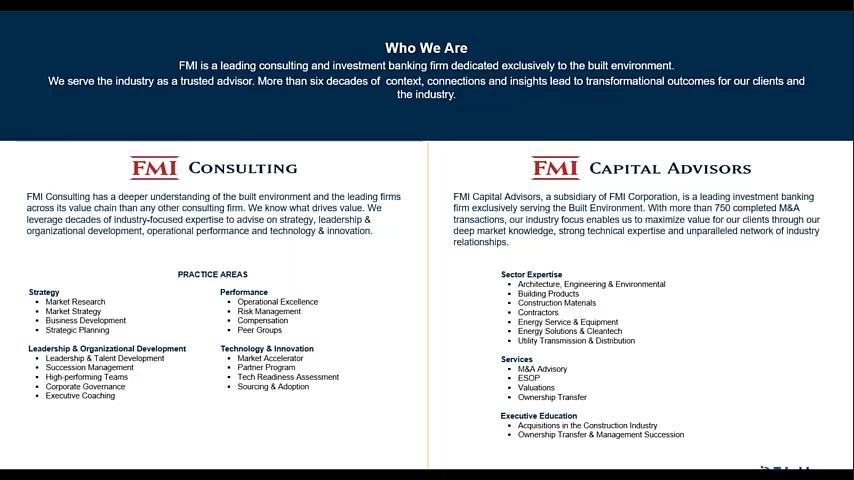 Who We Are
FMI is a leading consulting and investment banking firm dedicated exclusively to the built environment.
We serve the industry as a trusted advisor. More than six decades of context, connections and insights lead to transformational outcomes for our clients and
the industry.
FMI CONSULTING
FMI Consulting has a deeper understanding of the built environment and the leading firms
across its value chain than any other consulting firm. We know what drives value. We
leverage decades of industry-focused expertise to advise on strategy, leadership &
organizational development, operational performance and technology & innovation.
PRACTICE AREAS
Strategy
▪ Market Research
▪ Market Strategy
▪ Business Development
▪ Strategic Planning
Leadership & Organizational Development
▪ Leadership & Talent Development
▪ Succession Management
▪ High-performing Teams
▪ Corporate Governance
▪ Executive Coaching
Performance
▪ Operational Excellence
▪ Risk Management
▪ Compensation
▪ Peer Groups
Technology & Innovation
▪ Market Accelerator
▪ Partner Program
▪ Tech Readiness Assessment
▪ Sourcing & Adoption
FMI CAPITAL ADVISORS
FMI Capital Advisors, a subsidiary of FMI Corporation, is a leading investment banking
firm exclusively serving the Built Environment. With more than 750 completed M&A
transactions, our industry focus enables us to maximize value for our clients through our
deep market knowledge, strong technical expertise and unparalleled network of industry
relationships.
Sector Expertise
▪ Architecture, Engineering & Environmental
▪ Building Products
▪ Construction Materials
▪ Contractors
▪ Energy Service & Equipment
▪ Energy Solutions & Cleantech
▪ Utility Transmission & Distribution
Services
▪ M&A Advisory
▪ ESOP
▪ Valuations
▪ Ownership Transfer
Executive Education
▪ Acquisitions in the Construction Industry
▪ Ownership Transfer & Management Succession